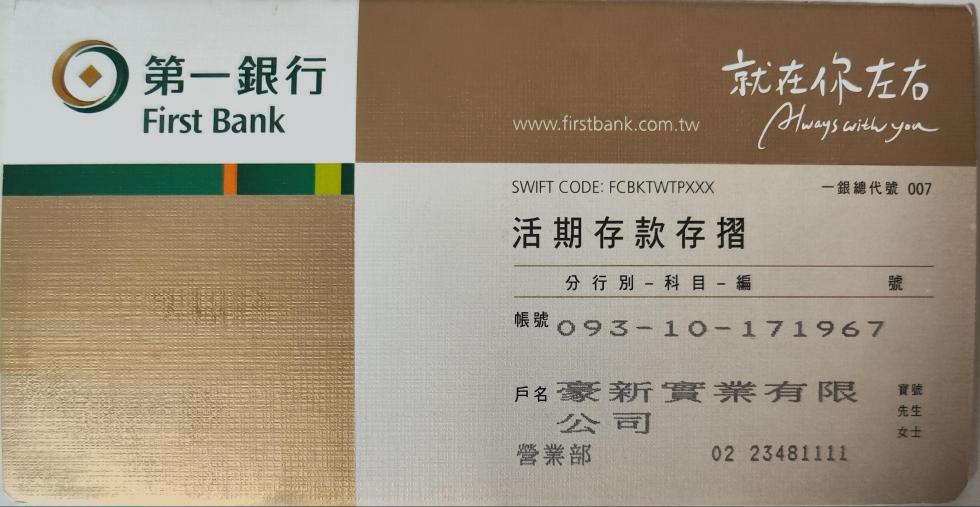 第一銀行
First Bank
就在你左右
Always with you
www.firstbank.com.tw
SWIFT CODE: FCBKTWTPXXX 一銀總代號 007
活期存款存摺
分行別-科目-編 號
帳號 093-10-171967
戶名 豪新實業有限 寶號
公司 先生
女士
營業部 02 23481111